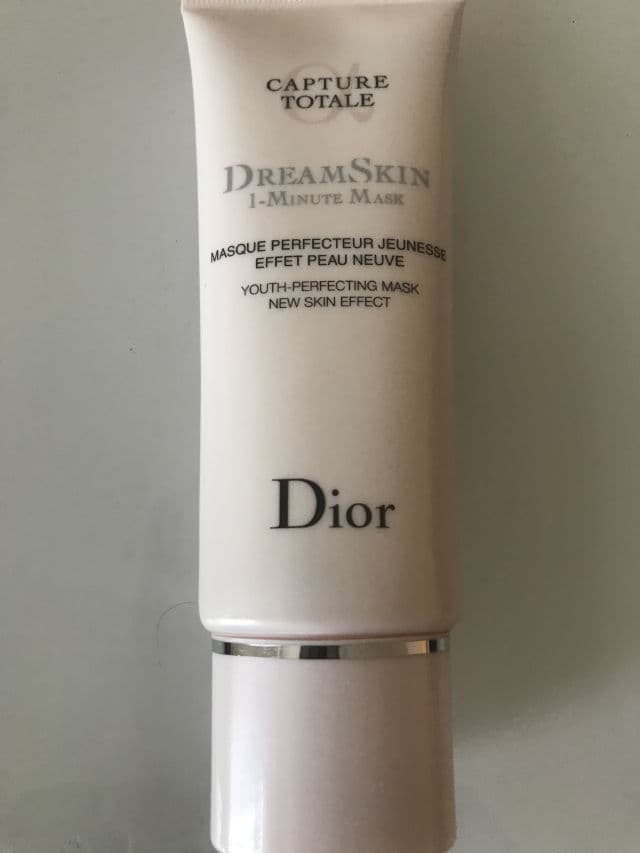 CAPTURE
TOTALE
DREAMSKIN
1-MINUTE MASK
MASQUE PERFECTEUR JEUNESSE
EFFET PEAU NEUVE
YOUTH-PERFECTING MASK
NEW SKIN EFFECT
Dior